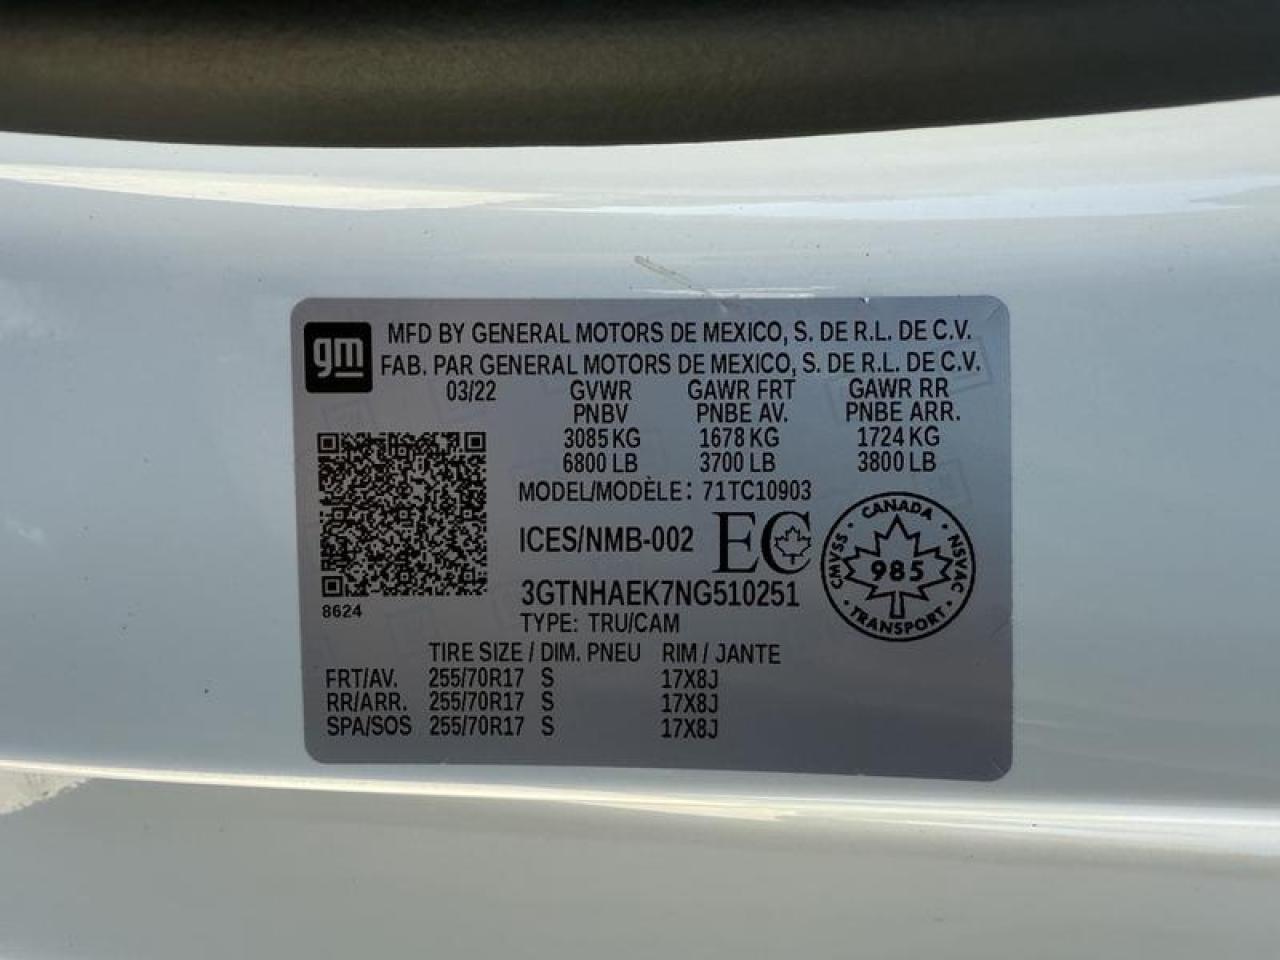 gm
MFD BY GENERAL MOTORS DE MEXICO, S. DE R.L. DE C.V.
FAB. PAR GENERAL MOTORS DE MEXICO, S. DE R.L. DE C.V.
03/22 GVWR GAWR FRT GAWR RR
PNBV PNBE AV. PNBE ARR.
3085 KG 1678 KG 1724 KG
6800 LB 3700 LB 3800 LB
MODEL/MODÈLE: 71TC10903
ICES/NMB-002 EC
CANADA
CMVSS · 985 · NSVAC
TRANSPORT
3GTNHAEK7NG510251
8624
TYPE: TRU/CAM
TIRE SIZE / DIM. PNEU RIM / JANTE
FRT/AV. 255/70R17 S 17X8J
RR/ARR. 255/70R17 S 17X8J
SPA/SOS 255/70R17 S 17X8J